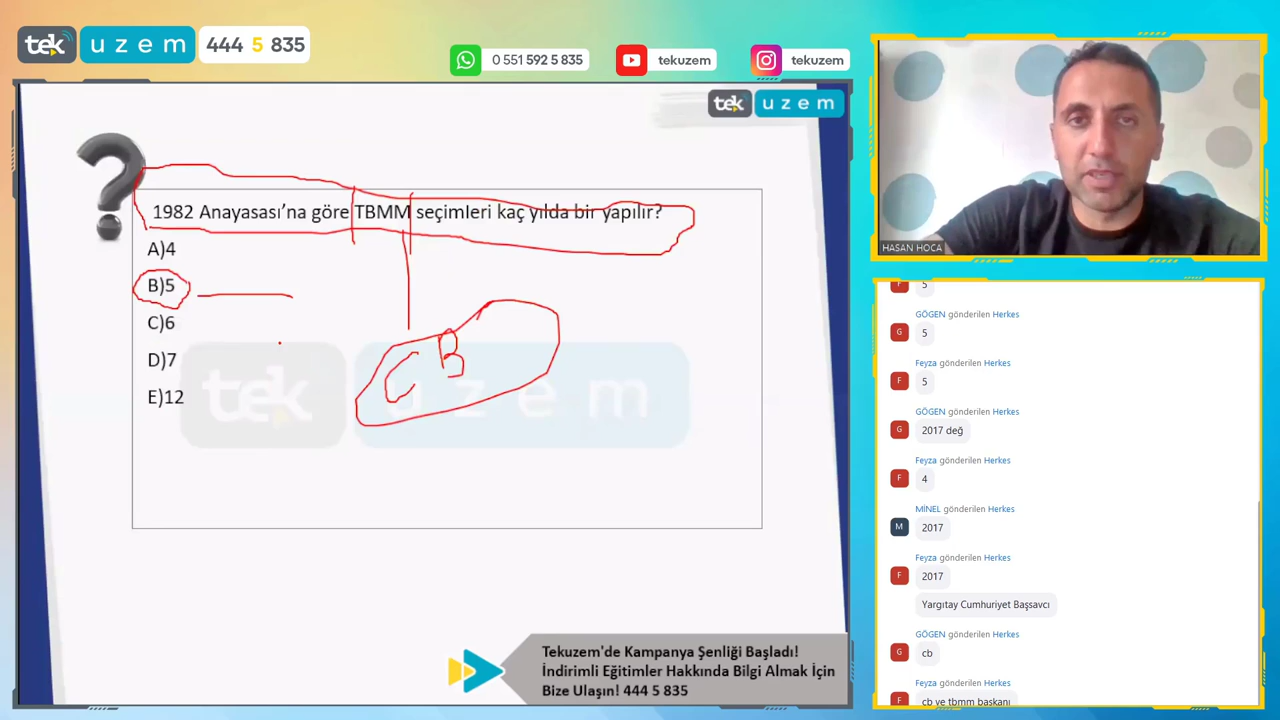 tek uzem 444 5 835
0 551 592 5 835 tekuzem tekuzem
tek uzem
1982 Anayasası'na göre TBMM seçimleri kaç yılda bir yapılır?
A)4
B)5
C)6
D)7
E)12
CB
tek uzem
Tekuzem'de Kampanya Şenliği Başladı!
İndirimli Eğitimler Hakkında Bilgi Almak İçin
Bize Ulaşın! 444 5 835
HASAN HOCA
F 5
GÖGEN gönderilen Herkes
G 5
Feyza gönderilen Herkes
F 5
GÖGEN gönderilen Herkes
G 2017 değ
Feyza gönderilen Herkes
F 4
MİNEL gönderilen Herkes
M 2017
Feyza gönderilen Herkes
F 2017
Yargıtay Cumhuriyet Başsavcı
GÖGEN gönderilen Herkes
G cb
Feyza gönderilen Herkes
F cb ve tbmm baskanı